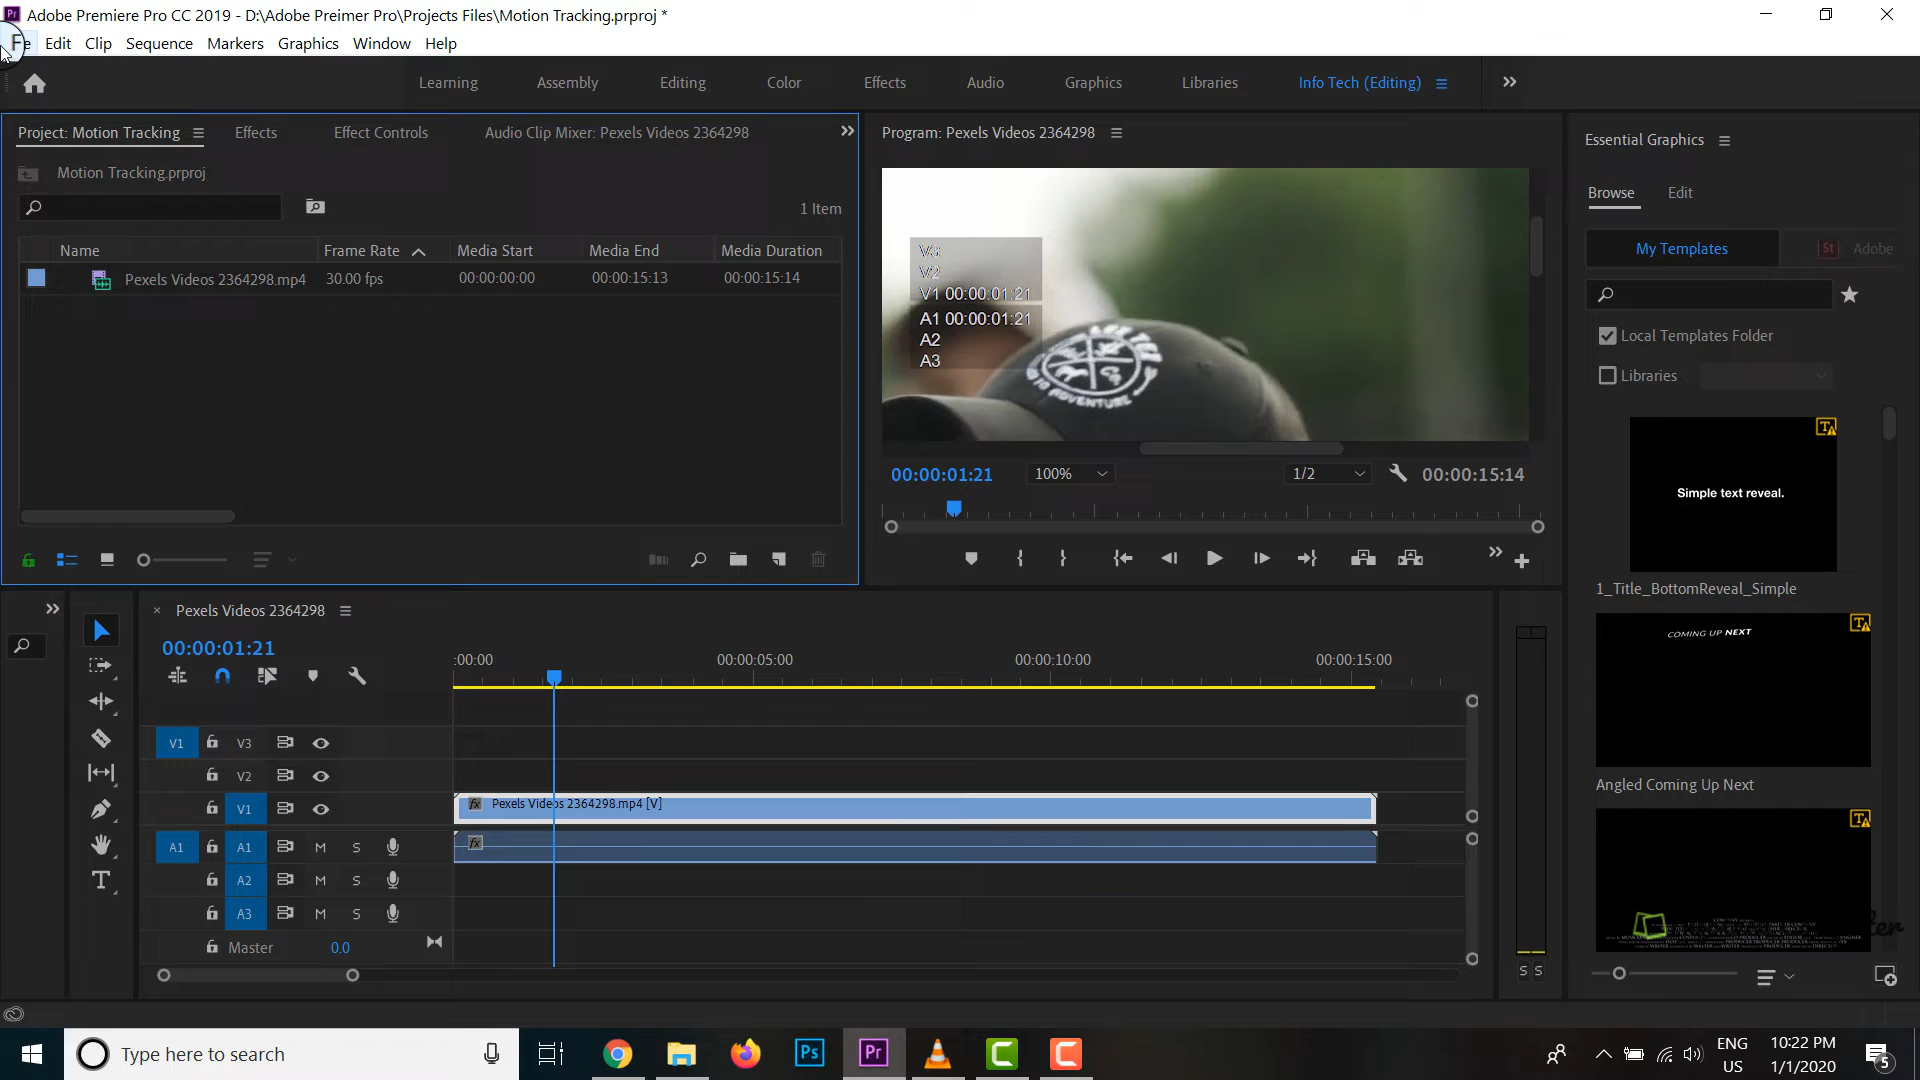 Adobe Premiere Pro CC 2019 - D:\Adobe Preimer Pro\Projects Files\Motion Tracking.prproj *
Edit Clip Sequence Markers Graphics Window Help
Learning Assembly Editing Color Effects Audio Graphics Libraries Info Tech (Editing)
Project: Motion Tracking Effects Effect Controls Audio Clip Mixer: Pexels Videos 2364298
Motion Tracking.prproj
1 Item
Name Frame Rate Media Start Media End Media Duration
Pexels Videos 2364298.mp4 30.00 fps 00:00:00:00 00:00:15:13 00:00:15:14
Program: Pexels Videos 2364298
V3
V2
V1 00:00:01:21
A1 00:00:01:21
A2
A3
ADVENTURE
00:00:01:21 100% 1/2 00:00:15:14
Essential Graphics
Browse Edit
My Templates St Adobe
Local Templates Folder
Libraries
Simple text reveal.
1_Title_BottomReveal_Simple
COMING UP NEXT
Angled Coming Up Next
Pexels Videos 2364298
00:00:01:21
:00:00 00:00:05:00 00:00:10:00 00:00:15:00
V1 V3
V2
V1 fx Pexels Videos 2364298.mp4 [V]
A1 A1 M S fx
A2 M S
A3 M S
Master 0.0
S S
Type here to search
Ps Pr
ENG
US
10:22 PM
1/1/2020
5